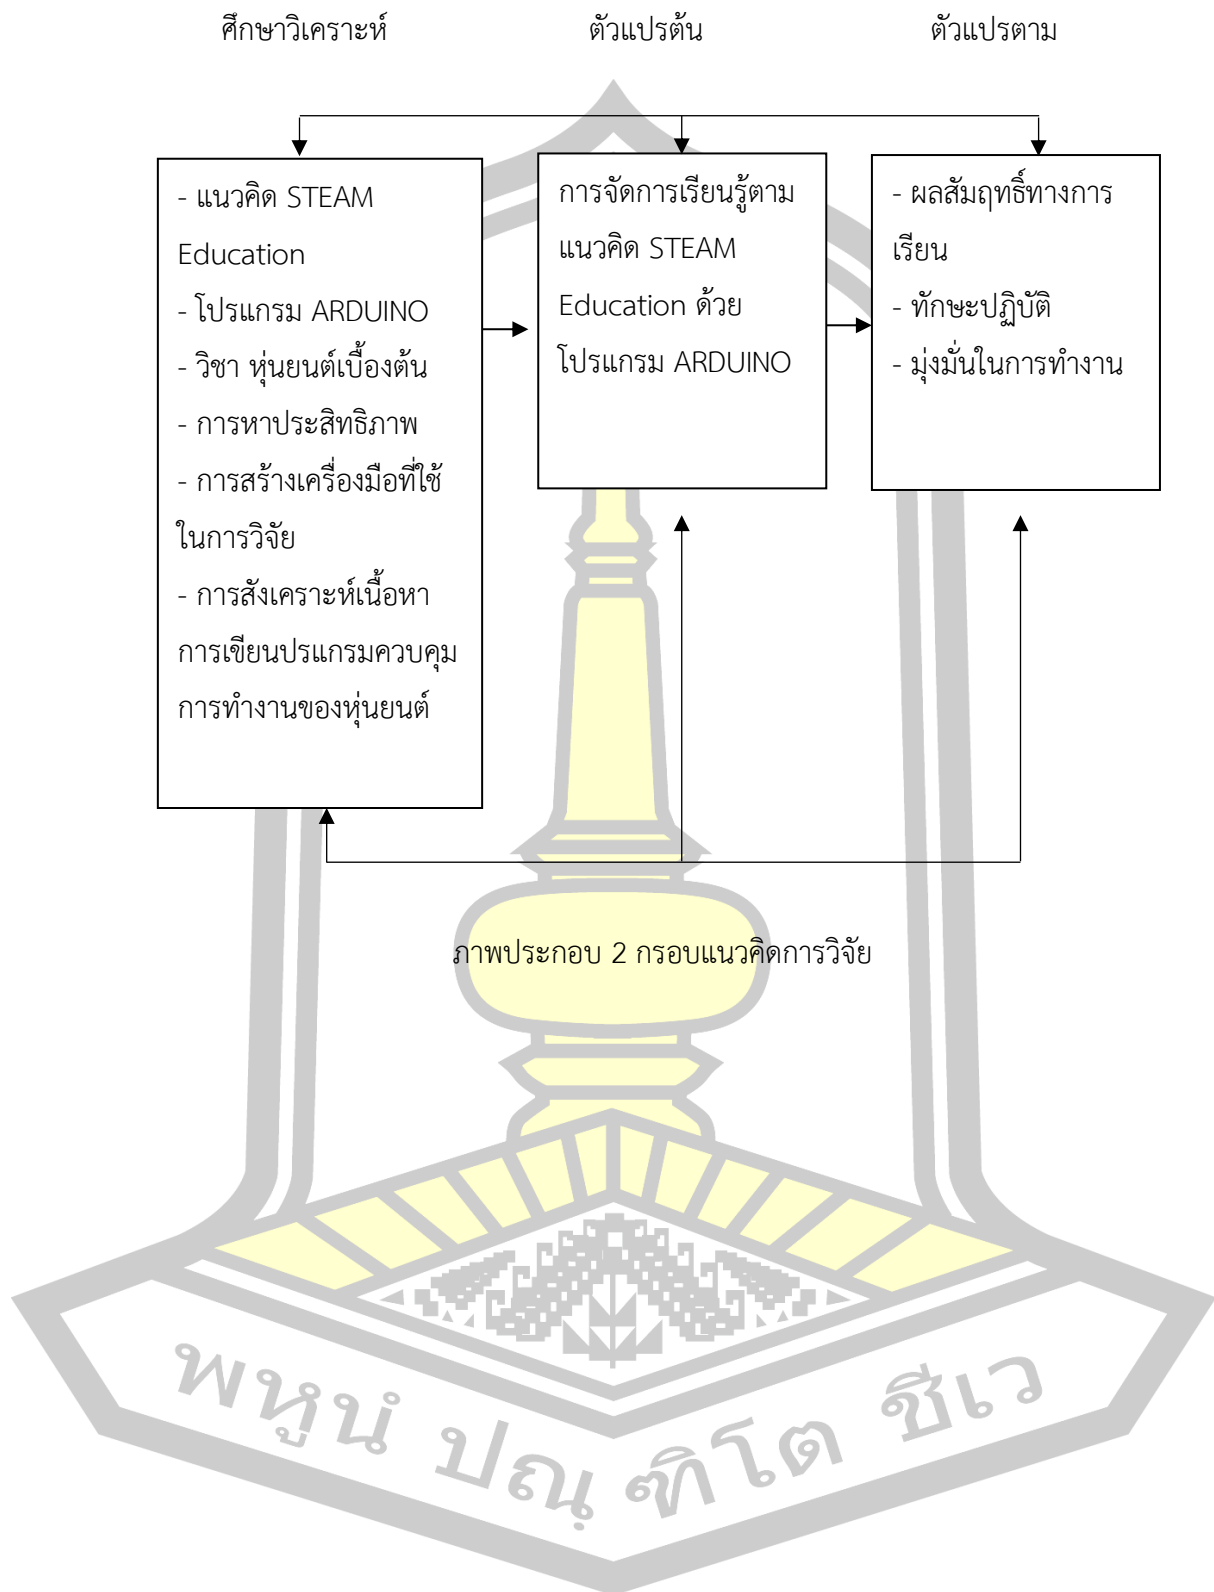 ศึกษาวิเคราะห์ ตัวแปรต้น ตัวแปรตาม
- แนวคิด STEAM
Education
- โปรแกรม ARDUINO
- วิชา หุ่นยนต์เบื้องต้น
- การหาประสิทธิภาพ
- การสร้างเครื่องมือที่ใช้
ในการวิจัย
- การสังเคราะห์เนื้อหา
การเขียนปรแกรมควบคุม
การทำงานของหุ่นยนต์
การจัดการเรียนรู้ตาม
แนวคิด STEAM
Education ด้วย
โปรแกรม ARDUINO
- ผลสัมฤทธิ์ทางการ
เรียน
- ทักษะปฏิบัติ
- มุ่งมั่นในการทำงาน
ภาพประกอบ 2 กรอบแนวคิดการวิจัย
พหูนํ ปณฺฑิโต ชีเว